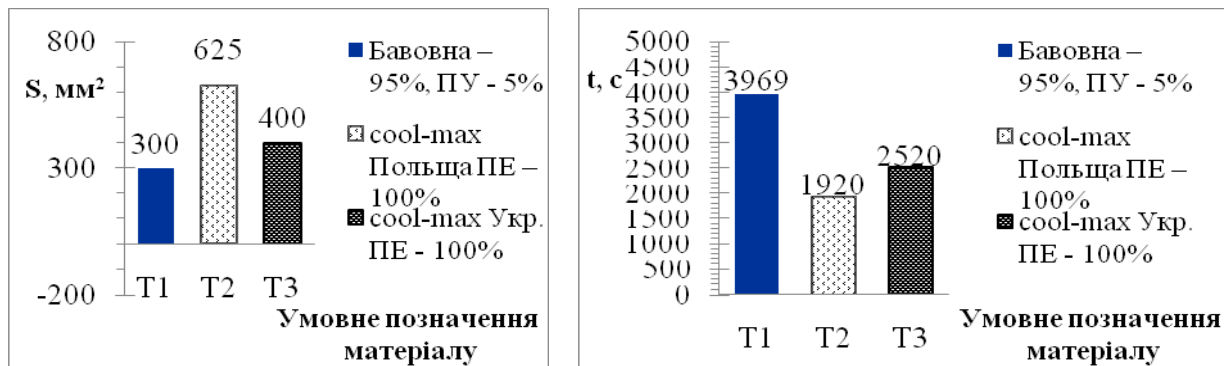 800
S, мм²
300
-200
625
300
400
T1 T2 T3
Бавовна –
95%, ПУ - 5%
cool-max
Польща ПЕ –
100%
cool-max Укр.
ПЕ - 100%
Умовне позначення
матеріалу
t, с
5000
4500
4000
3500
3000
2500
2000
1500
1000
500
0
3969
1920
2520
T1 T2 T3
Бавовна –
95%, ПУ - 5%
cool-max
Польща ПЕ –
100%
cool-max Укр.
ПЕ - 100%
Умовне позначення
матеріалу